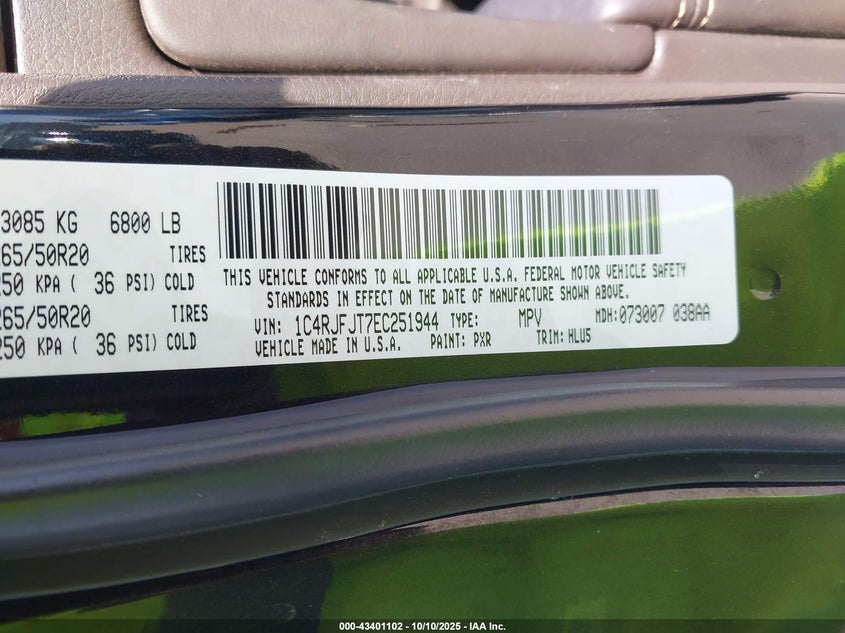 3085 KG 6800 LB
65/50R20 TIRES
250 KPA ( 36 PSI) COLD
265/50R20 TIRES
250 KPA ( 36 PSI) COLD
THIS VEHICLE CONFORMS TO ALL APPLICABLE U.S.A. FEDERAL MOTOR VEHICLE SAFETY
STANDARDS IN EFFECT ON THE DATE OF MANUFACTURE SHOWN ABOVE.
VIN: 1C4RJFJT7EC251944 TYPE: MPV MDH: 073007 038AA
VEHICLE MADE IN U.S.A. PAINT: PXR TRIM: HLU5
000-43401102 - 10/10/2025 - IAA Inc.